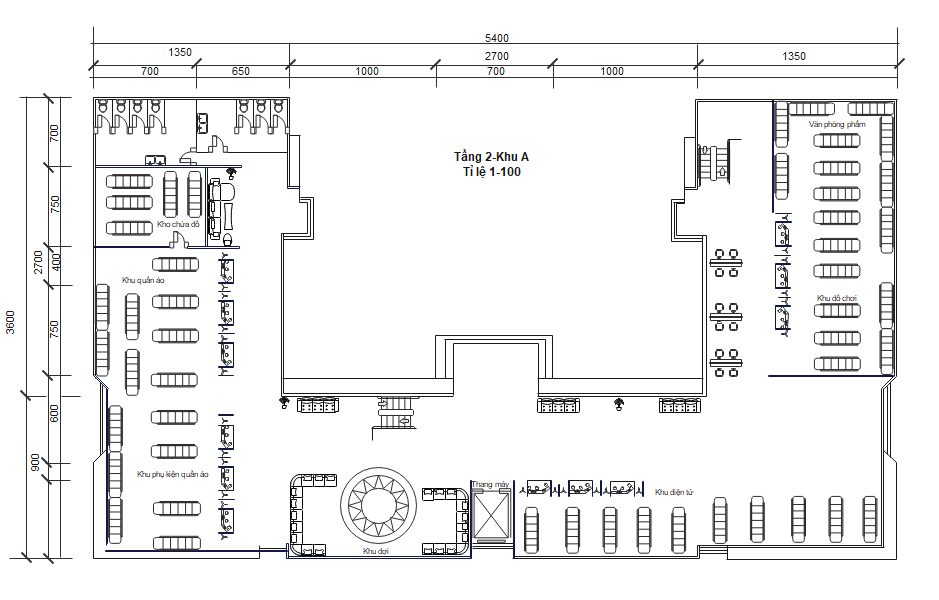 5400
1350
2700
1350
700
650
1000
700
1000
700
750
2700
400
3600
750
600
900
Tầng 2-Khu A
Tỉ lệ 1-100
Văn phòng phẩm
Kho chứa đồ
Khu quần áo
Khu đồ chơi
Khu phụ kiện quần áo
Thang máy
Khu điện tử
Khu đợi